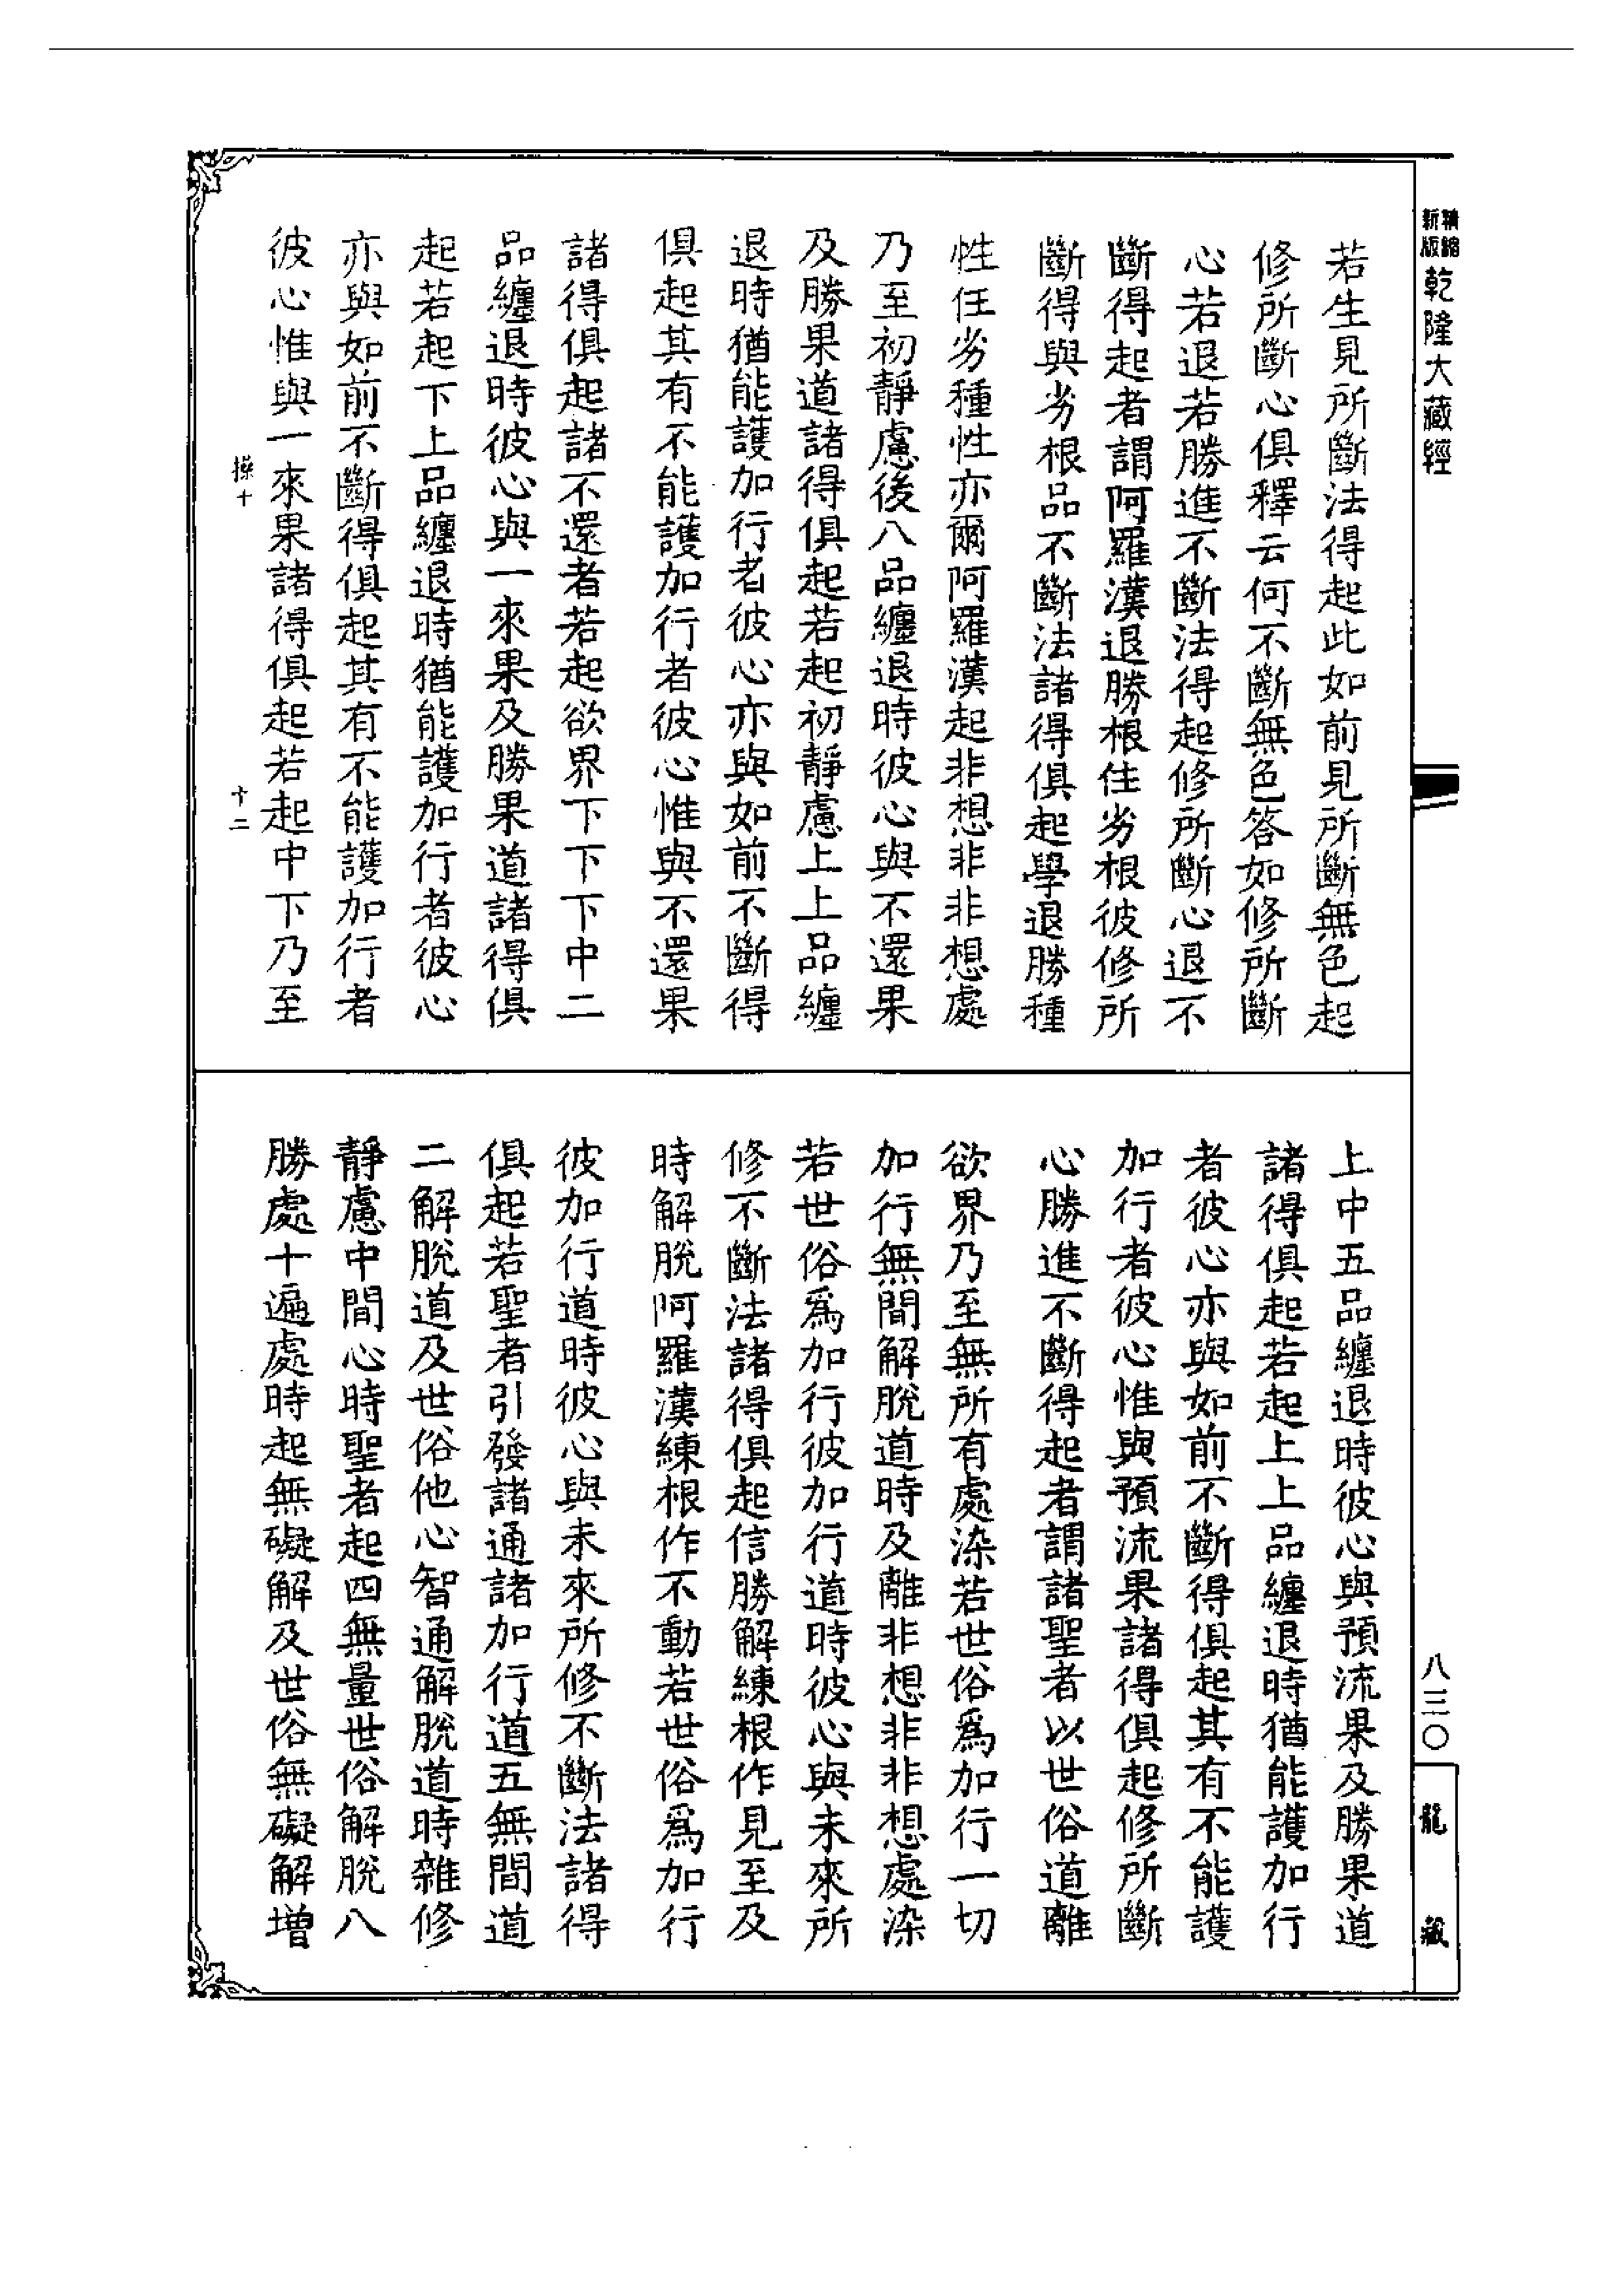 精縮新版乾隆大藏經
若生見所斷法得起此如前見所斷無色起
修所斷心俱釋云何不斷無色答如修所斷
心若退若勝進不斷法得起修所斷心退不
斷得起者謂阿羅漢退勝根住劣根彼修所
斷得與劣根品不斷法諸得俱起學退勝種
性任劣種性亦爾阿羅漢起非想非非想處
乃至初靜慮後八品纏退時彼心與不還果
及勝果道諸得俱起若起初靜慮上上品纏
退時猶能護加行者彼心亦與如前不斷得
俱起其有不能護加行者彼心惟與不還果
諸得俱起諸不還者若起欲界下下下中二
品纏退時彼心與一來果及勝果道諸得俱
起若起下上品纏退時猶能護加行者彼心
亦與如前不斷得俱起其有不能護加行者
彼心惟與一來果諸得俱起若起中下乃至
十二
上中五品纏退時彼心與預流果及勝果道
諸得俱起若起上上品纏退時猶能護加行
者彼心亦與如前不斷得俱起其有不能護
加行者彼心惟與預流果諸得俱起修所斷
心勝進不斷得起者謂諸聖者以世俗道離
欲界乃至無所有處染若世俗爲加行一切
加行無間解脫道時及離非想非非想處染
若世俗爲加行彼加行道時彼心與未來所
修不斷法諸得俱起信勝解練根作見至及
時解脫阿羅漢練根作不動若世俗爲加行
彼加行道時彼心與未來所修不斷法諸得
俱起若聖者引發諸通諸加行道五無間道
二解脫道及世俗他心智通解脫道時雜修
靜慮中間心時聖者起四無量世俗解脫八
勝處十遍處時起無礙解及世俗無礙解增
八三〇
龍藏